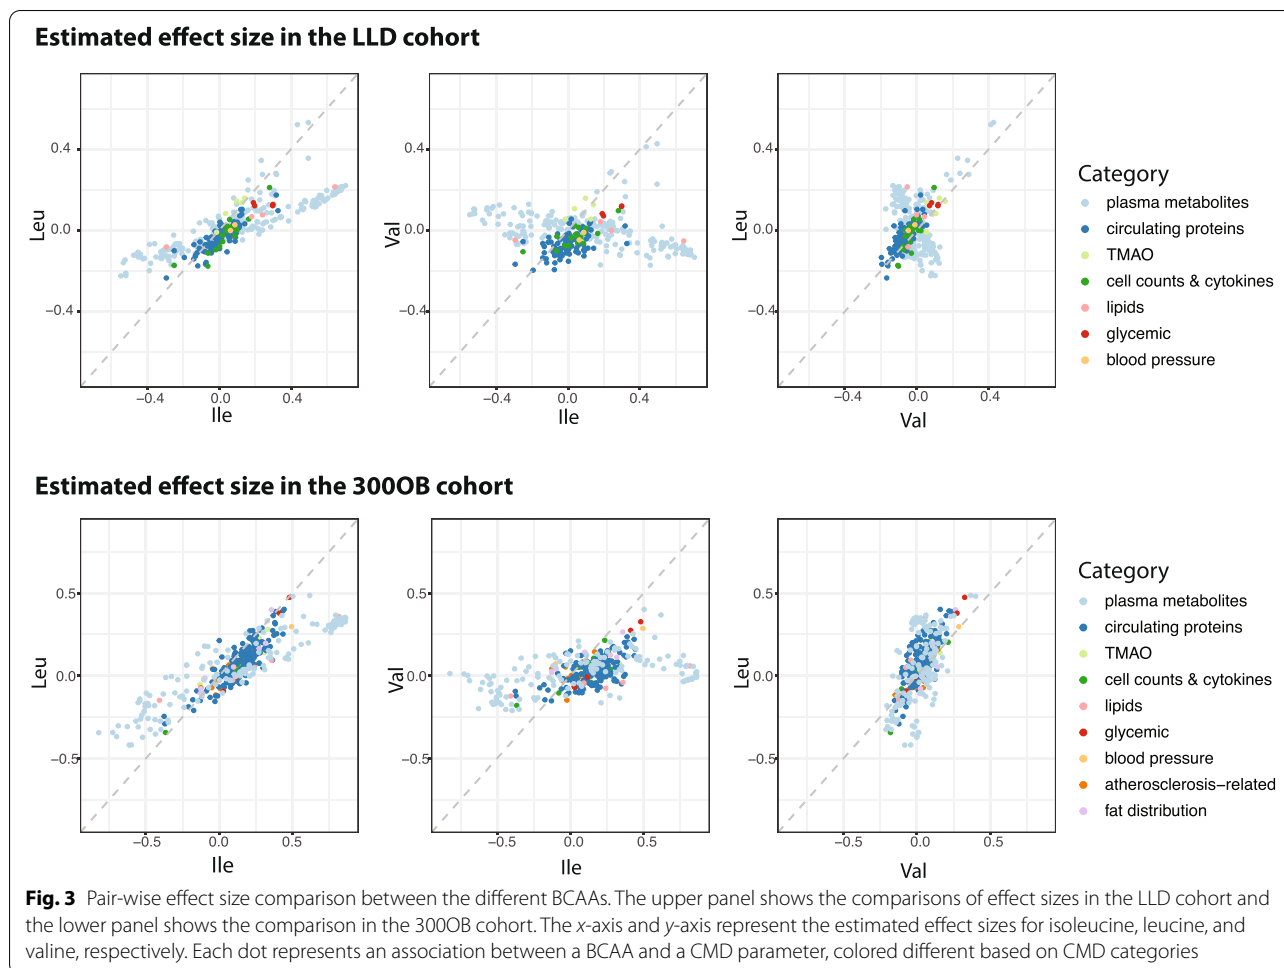 Estimated effect size in the LLD cohort
0.4
0.0
−0.4
Leu
−0.4
0.0
0.4
Ile
0.4
0.0
−0.4
Val
−0.4
0.0
0.4
Ile
0.4
0.0
−0.4
Leu
−0.4
0.0
0.4
Val
Category
plasma metabolites
circulating proteins
TMAO
cell counts & cytokines
lipids
glycemic
blood pressure
Estimated effect size in the 300OB cohort
0.5
0.0
−0.5
Leu
−0.5
0.0
0.5
Ile
0.5
0.0
−0.5
Val
−0.5
0.0
0.5
Ile
0.5
0.0
−0.5
Leu
−0.5
0.0
0.5
Val
Category
plasma metabolites
circulating proteins
TMAO
cell counts & cytokines
lipids
glycemic
blood pressure
atherosclerosis−related
fat distribution
Fig. 3 Pair-wise effect size comparison between the different BCAAs. The upper panel shows the comparisons of effect sizes in the LLD cohort and
the lower panel shows the comparison in the 300OB cohort. The x-axis and y-axis represent the estimated effect sizes for isoleucine, leucine, and
valine, respectively. Each dot represents an association between a BCAA and a CMD parameter, colored different based on CMD categories